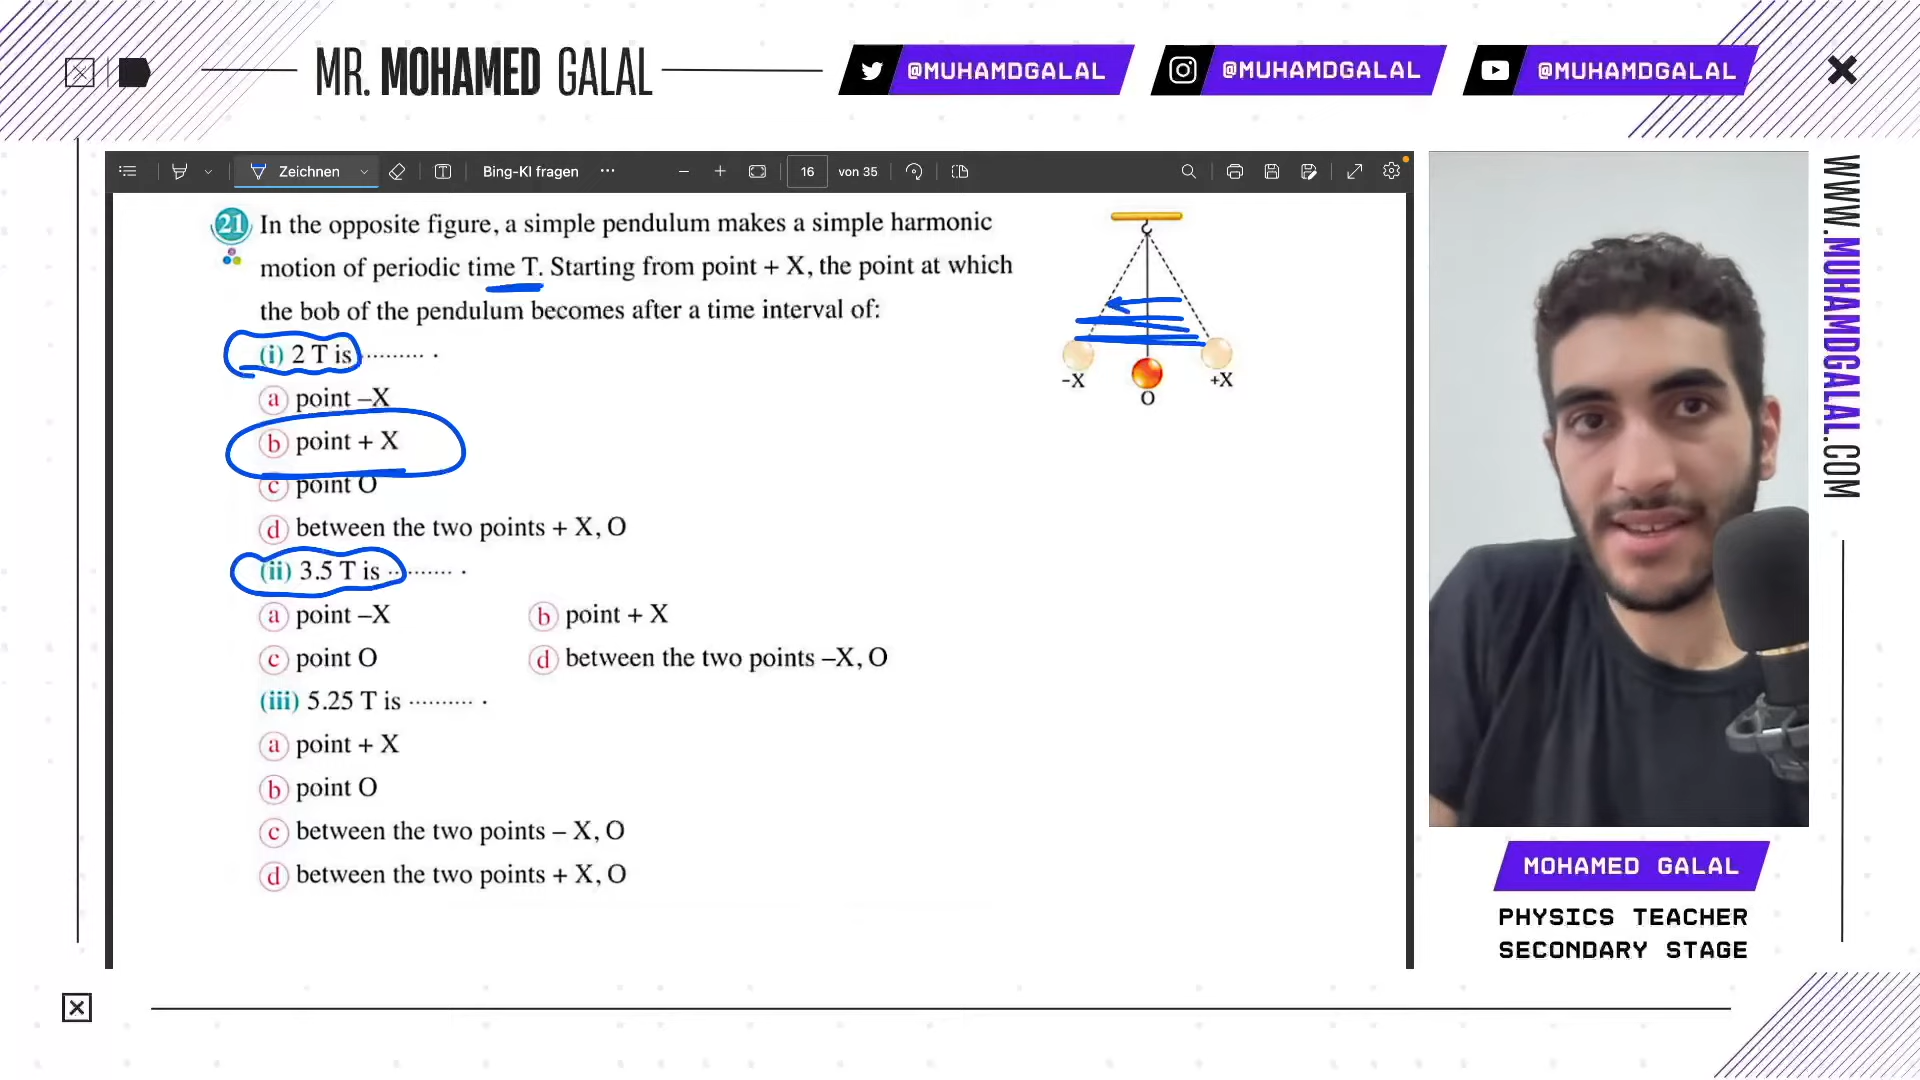 MR. MOHAMED GALAL
@MUHAMDGALAL
@MUHAMDGALAL
@MUHAMDGALAL
Zeichnen
Bing-KI fragen
16 von 35
21 In the opposite figure, a simple pendulum makes a simple harmonic
motion of periodic time T. Starting from point + X, the point at which
the bob of the pendulum becomes after a time interval of:
(i) 2 T is .......... .
a point –X
b point + X
c point O
d between the two points + X, O
(ii) 3.5 T is .......... .
a point –X b point + X
c point O d between the two points –X, O
(iii) 5.25 T is .......... .
a point + X
b point O
c between the two points – X, O
d between the two points + X, O
-X
O
+X
WWW.MUHAMDGALAL.COM
MOHAMED GALAL
PHYSICS TEACHER
SECONDARY STAGE